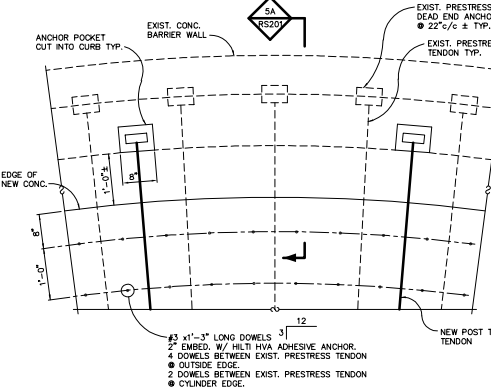 5A
RS201
EXIST. PRESTRESS
DEAD END ANCHO
@ 22"c/c ± TYP.
EXIST. CONC.
BARRIER WALL
ANCHOR POCKET
CUT INTO CURB TYP.
EXIST. PRESTRE
TENDON TYP.
EDGE OF
NEW CONC.
1'-0"±
8"
8"
1'-0"
12
3
#3 x1'-3" LONG DOWELS
2" EMBED. W/ HILTI HVA ADHESIVE ANCHOR.
4 DOWELS BETWEEN EXIST. PRESTRESS TENDON
@ OUTSIDE EDGE.
2 DOWELS BETWEEN EXIST. PRESTRESS TENDON
@ CYLINDER EDGE.
NEW POST T
TENDON